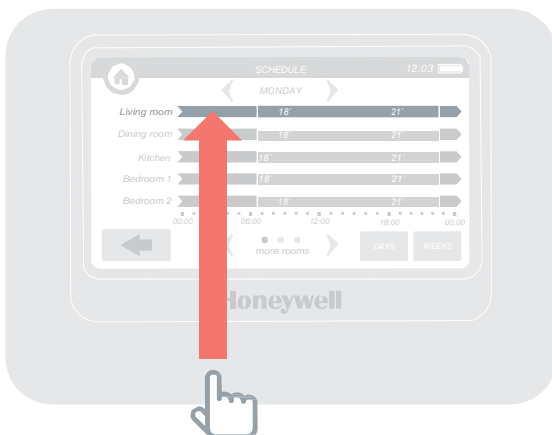 SCHEDULE 12.03
MONDAY
Living room 18˚ 21˚
Dining room 18˚ 21˚
Kitchen 18˚ 21˚
Bedroom 1 18˚ 21˚
Bedroom 2 18˚ 21˚
00:00 06:00 12:00 18:00 00:00
more rooms DAYS WEEKS
Honeywell